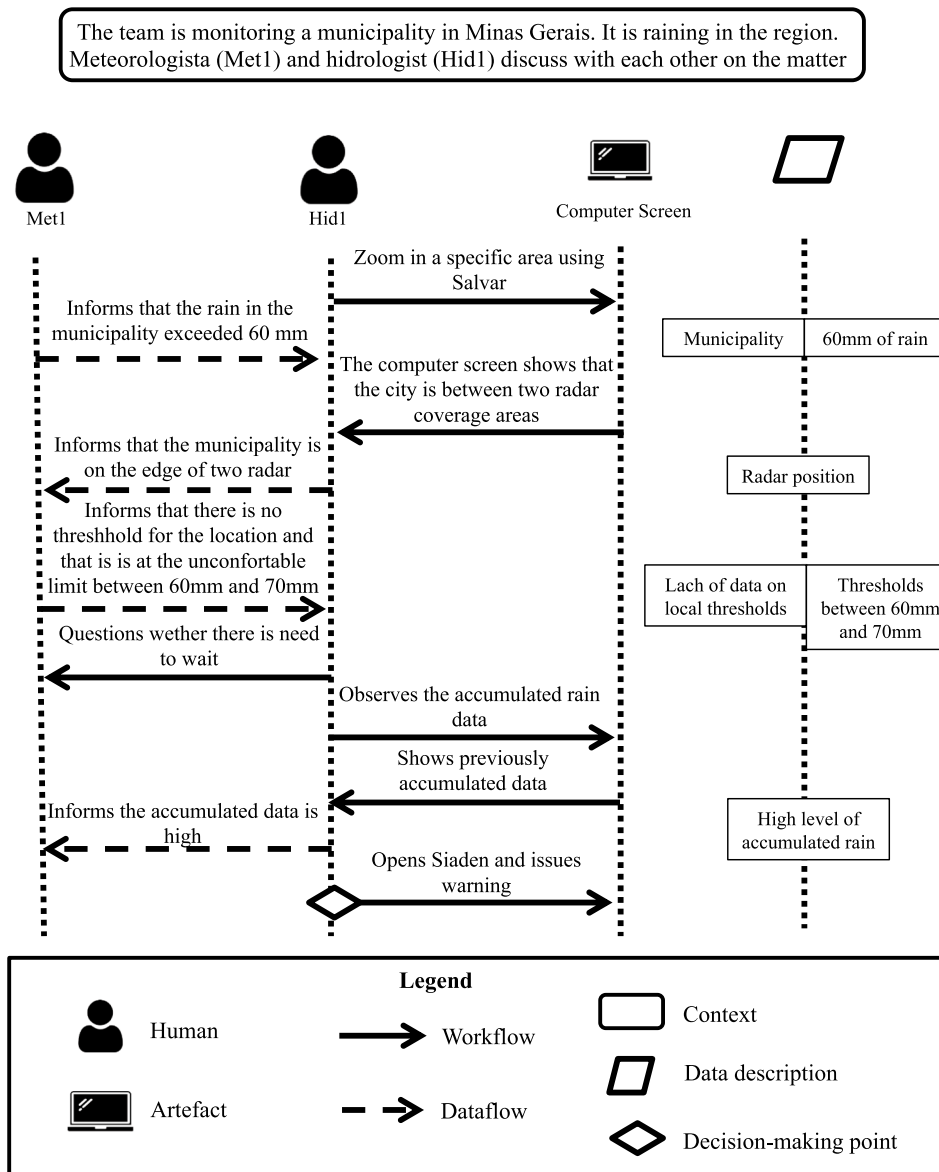 The team is monitoring a municipality in Minas Gerais. It is raining in the region.
Meteorologista (Met1) and hidrologist (Hid1) discuss with each other on the matter
Met1
Hid1
Computer Screen
Zoom in a specific area using
Salvar
Informs that the rain in the
municipality exceeded 60 mm
Municipality
60mm of rain
The computer screen shows that
the city is between two radar
coverage areas
Informs that the municipality is
on the edge of two radar
Radar position
Informs that there is no
threshhold for the location and
that is is at the unconfortable
limit between 60mm and 70mm
Lach of data on
local thresholds
Thresholds
between 60mm
and 70mm
Questions wether there is need
to wait
Observes the accumulated rain
data
Shows previously
accumulated data
Informs the accumulated data is
high
High level of
accumulated rain
Opens Siaden and issues
warning
Legend
Human
Workflow
Context
Artefact
Dataflow
Data description
Decision-making point